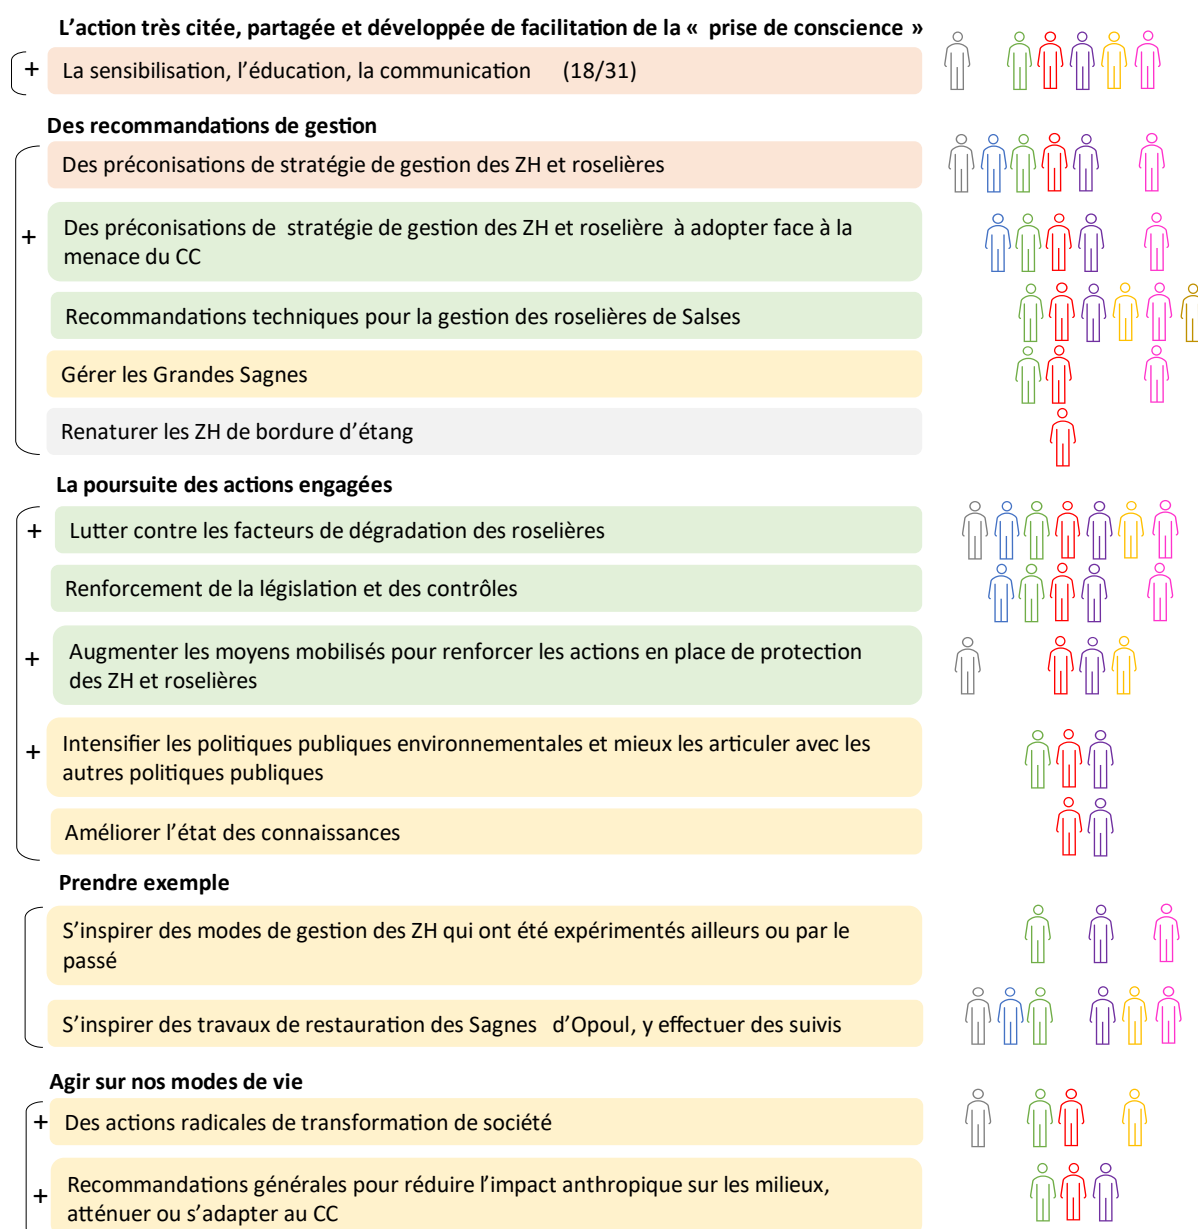 L’action très citée, partagée et développée de facilitation de la « prise de conscience »
+ La sensibilisation, l’éducation, la communication (18/31)
Des recommandations de gestion
Des préconisations de stratégie de gestion des ZH et roselières
+ Des préconisations de stratégie de gestion des ZH et roselière à adopter face à la
menace du CC
Recommandations techniques pour la gestion des roselières de Salses
Gérer les Grandes Sagnes
Renaturer les ZH de bordure d’étang
La poursuite des actions engagées
+ Lutter contre les facteurs de dégradation des roselières
Renforcement de la législation et des contrôles
+ Augmenter les moyens mobilisés pour renforcer les actions en place de protection
des ZH et roselières
+ Intensifier les politiques publiques environnementales et mieux les articuler avec les
autres politiques publiques
Améliorer l’état des connaissances
Prendre exemple
S’inspirer des modes de gestion des ZH qui ont été expérimentés ailleurs ou par le
passé
S’inspirer des travaux de restauration des Sagnes d’Opoul, y effectuer des suivis
Agir sur nos modes de vie
+ Des actions radicales de transformation de société
+ Recommandations générales pour réduire l’impact anthropique sur les milieux,
atténuer ou s’adapter au CC